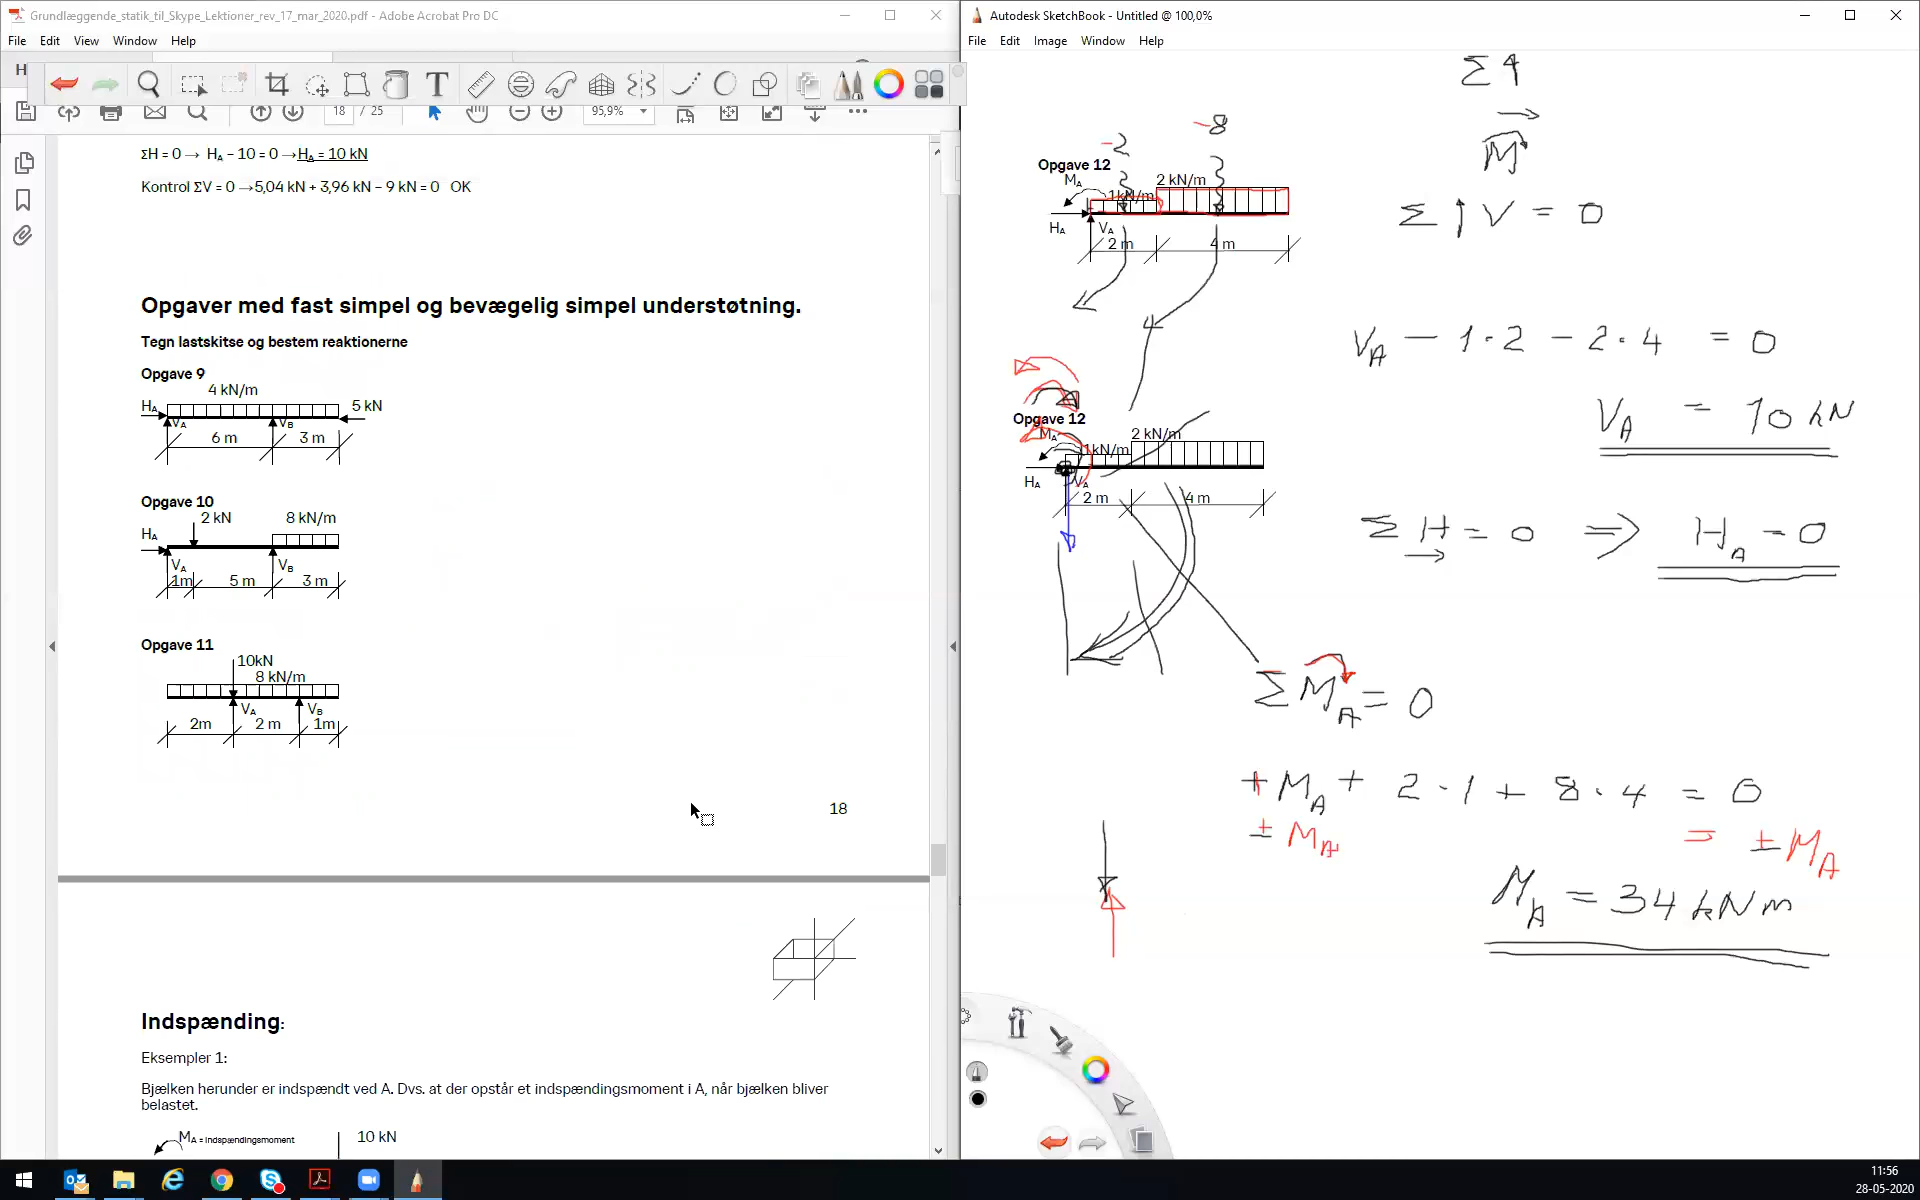 Grundlæggende_statik_til_Skype_Lektioner_rev_17_mar_2020.pdf - Adobe Acrobat Pro DC
File Edit View Window Help
H
18 / 25
95,9%
ΣH = 0 → HA – 10 = 0 → HA = 10 kN
Kontrol ΣV = 0 → 5,04 kN + 3,96 kN – 9 kN = 0 OK
Opgaver med fast simpel og bevægelig simpel understøtning.
Tegn lastskitse og bestem reaktionerne
Opgave 9
4 kN/m
HA
5 kN
VA
VB
6 m
3 m
Opgave 10
2 kN
8 kN/m
HA
VA
VB
1m
5 m
3 m
Opgave 11
10kN
8 kN/m
VA
VB
2m
2 m
1m
18
Indspænding:
Eksempler 1:
Bjælken herunder er indspændt ved A. Dvs. at der opstår et indspændingsmoment i A, når bjælken bliver
belastet.
MA = indspændingsmoment
10 kN
Autodesk SketchBook - Untitled @ 100,0%
File Edit Image Window Help
Σ ↑
→
M
-2
-8
Opgave 12
MA
2 kN/m
1kN/m
HA
VA
2 m
4 m
Σ ↑ V = 0
VA – 1 · 2 – 2 · 4 = 0
VA = 10 kN
4
Opgave 12
MA
2 kN/m
1kN/m
HA
VA
2 m
4 m
Σ H = 0 ⇒ HA = 0
Σ MA = 0
+ MA + 2 · 1 + 8 · 4 = 0
± MA = ± MA
MA = 34 kNm
11:56
28-05-2020